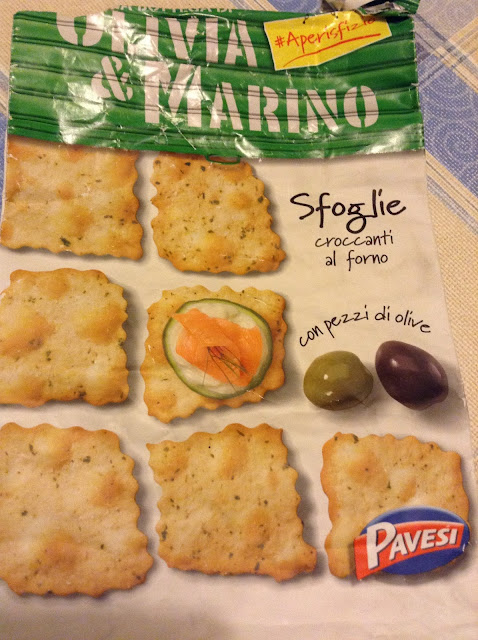 OLIVIA
& MARINO
#Aperisfizio
Sfoglie
croccanti
al forno
con pezzi di olive
PAVESI